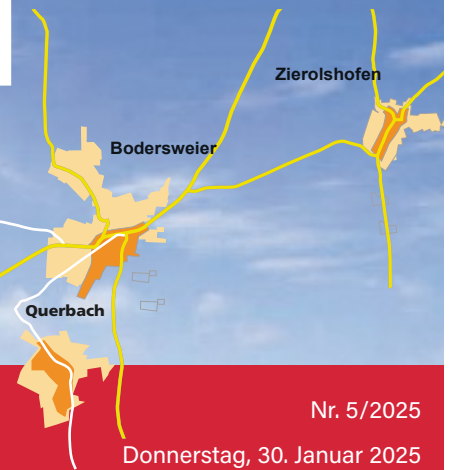 Zierolshofen
Bodersweier
Querbach
Nr. 5/2025
Donnerstag, 30. Januar 2025